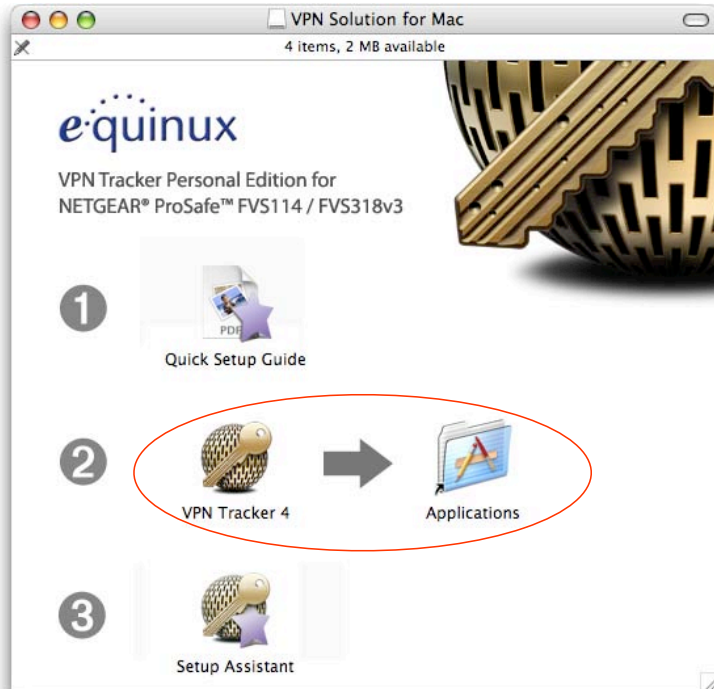 VPN Solution for Mac
4 items, 2 MB available
e·quinux
VPN Tracker Personal Edition for
NETGEAR® ProSafe™ FVS114 / FVS318v3
1
PDF
Quick Setup Guide
2
VPN Tracker 4
Applications
3
Setup Assistant